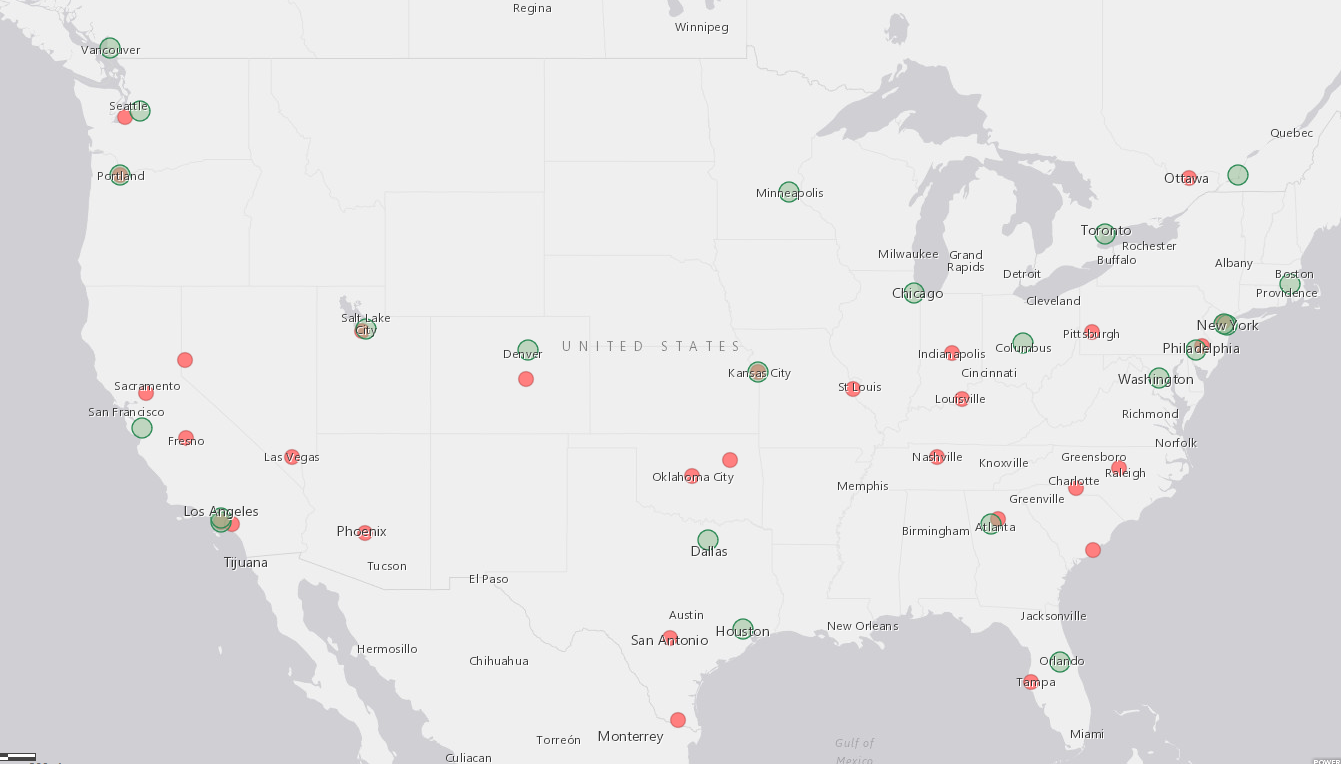 Regina
Winnipeg
Vancouver
Seattle
Quebec
Portland
Ottawa
Minneapolis
Toronto
Rochester
Milwaukee
Grand
Rapids
Buffalo
Albany
Detroit
Boston
Chicago
Providence
Cleveland
Salt Lake
City
New York
Pittsburgh
UNITED STATES
Denver
Indianapolis
Columbus
Philadelphia
Kansas City
Cincinnati
Washington
Sacramento
St Louis
Louisville
San Francisco
Richmond
Fresno
Norfolk
Las Vegas
Nashville
Knoxville
Greensboro
Raleigh
Oklahoma City
Charlotte
Memphis
Greenville
Los Angeles
Phoenix
Birmingham
Atlanta
Dallas
Tijuana
Tucson
El Paso
Austin
Jacksonville
New Orleans
Houston
San Antonio
Hermosillo
Chihuahua
Orlando
Tampa
Monterrey
Torreón
Miami
Gulf of
Mexico
Culiacan
POWER